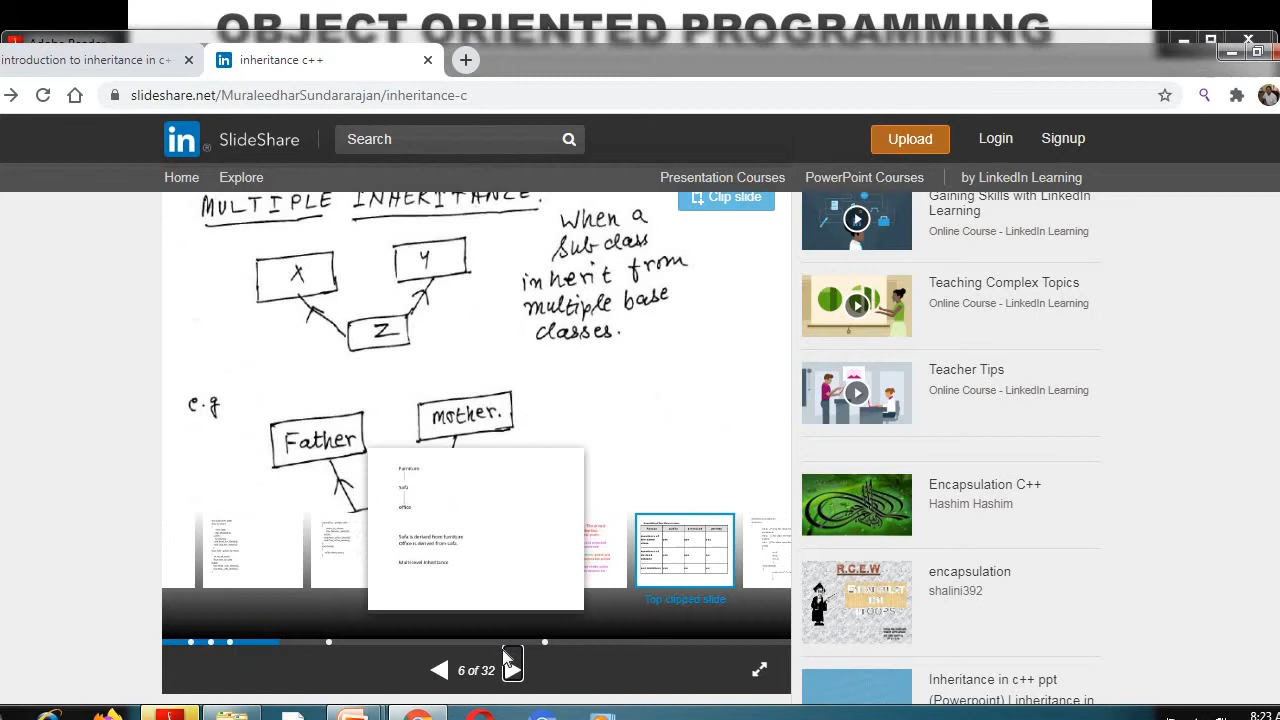 OBJECT ORIENTED PROGRAMMING
Adobe Reader
introduction to inheritance in c+
inheritance c++
slideshare.net/MuraleedharSundararajan/inheritance-c
in SlideShare
Search
Upload
Login
Signup
Home
Explore
Presentation Courses
PowerPoint Courses
by LinkedIn Learning
MULTIPLE INHERITANCE.
Clip slide
When a
Sub class
inherit from
multiple base
classes.
X
Y
Z
e.g
Father
mother.
Furniture
Sofa
office
Sofa is derived from Furniture
Office is derived from Sofa.
Multi level Inheritance
Top clipped slide
6 of 32
Gaining Skills with LinkedIn
Learning
Online Course - LinkedIn Learning
Teaching Complex Topics
Online Course - LinkedIn Learning
Teacher Tips
Online Course - LinkedIn Learning
Encapsulation C++
Hashim Hashim
R.C.E.W
encapsulation
shalini392
Inheritance in c++ ppt
(Powerpoint) | inheritance in
8:23